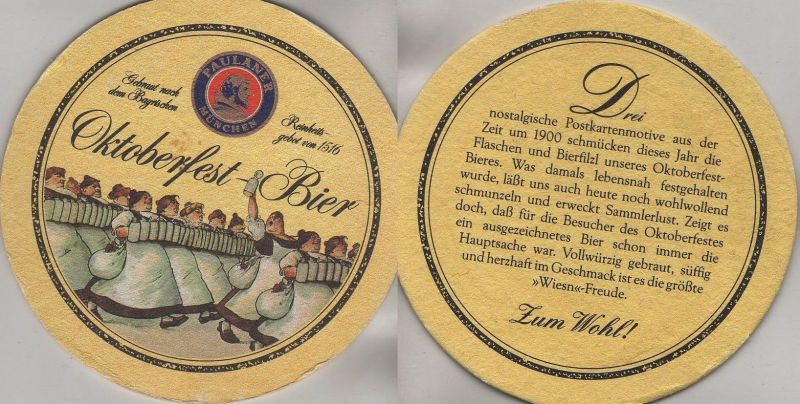 PAULANER
MÜNCHEN
Gebraut nach
dem Bayrischen
Reinheits-
gebot von 1516
Oktoberfest-Bier
Drei
nostalgische Postkartenmotive aus der
Zeit um 1900 schmücken dieses Jahr die
Flaschen und Bierfilzl unseres Oktoberfest-
Bieres. Was damals lebensnah festgehalten
wurde, läßt uns auch heute noch wohlwollend
schmunzeln und erweckt Sammlerlust. Zeigt es
doch, daß für die Besucher des Oktoberfestes
ein ausgezeichnetes Bier schon immer die
Hauptsache war. Vollwürzig gebraut, süffig
und herzhaft im Geschmack ist es die größte
»Wiesn«-Freude.
Zum Wohl!